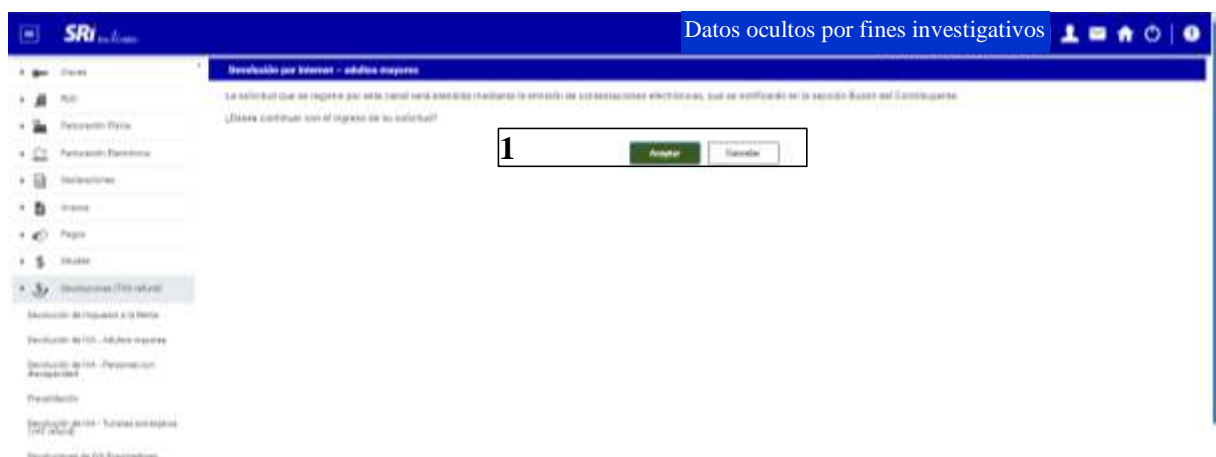 SRi
Datos ocultos por fines investigativos
Claves
RUC
Facturación Física
Facturación Electrónica
Declaraciones
Anexos
Pagos
Deudas
Devoluciones (TAX refund)
Devolución de Impuesto a la Renta
Devolución de IVA - Adultos mayores
Devolución de IVA - Personas con
discapacidad
Devolución de IVA - Turistas extranjeros
(VAT refund)
Devolución por Internet – adultos mayores
La solicitud que se registre por este canal será atendida mediante la emisión de contestaciones electrónicas, que se notificarán en la sección Buzón del Contribuyente.
¿Desea continuar con el ingreso de su solicitud?
1
Aceptar
Cancelar